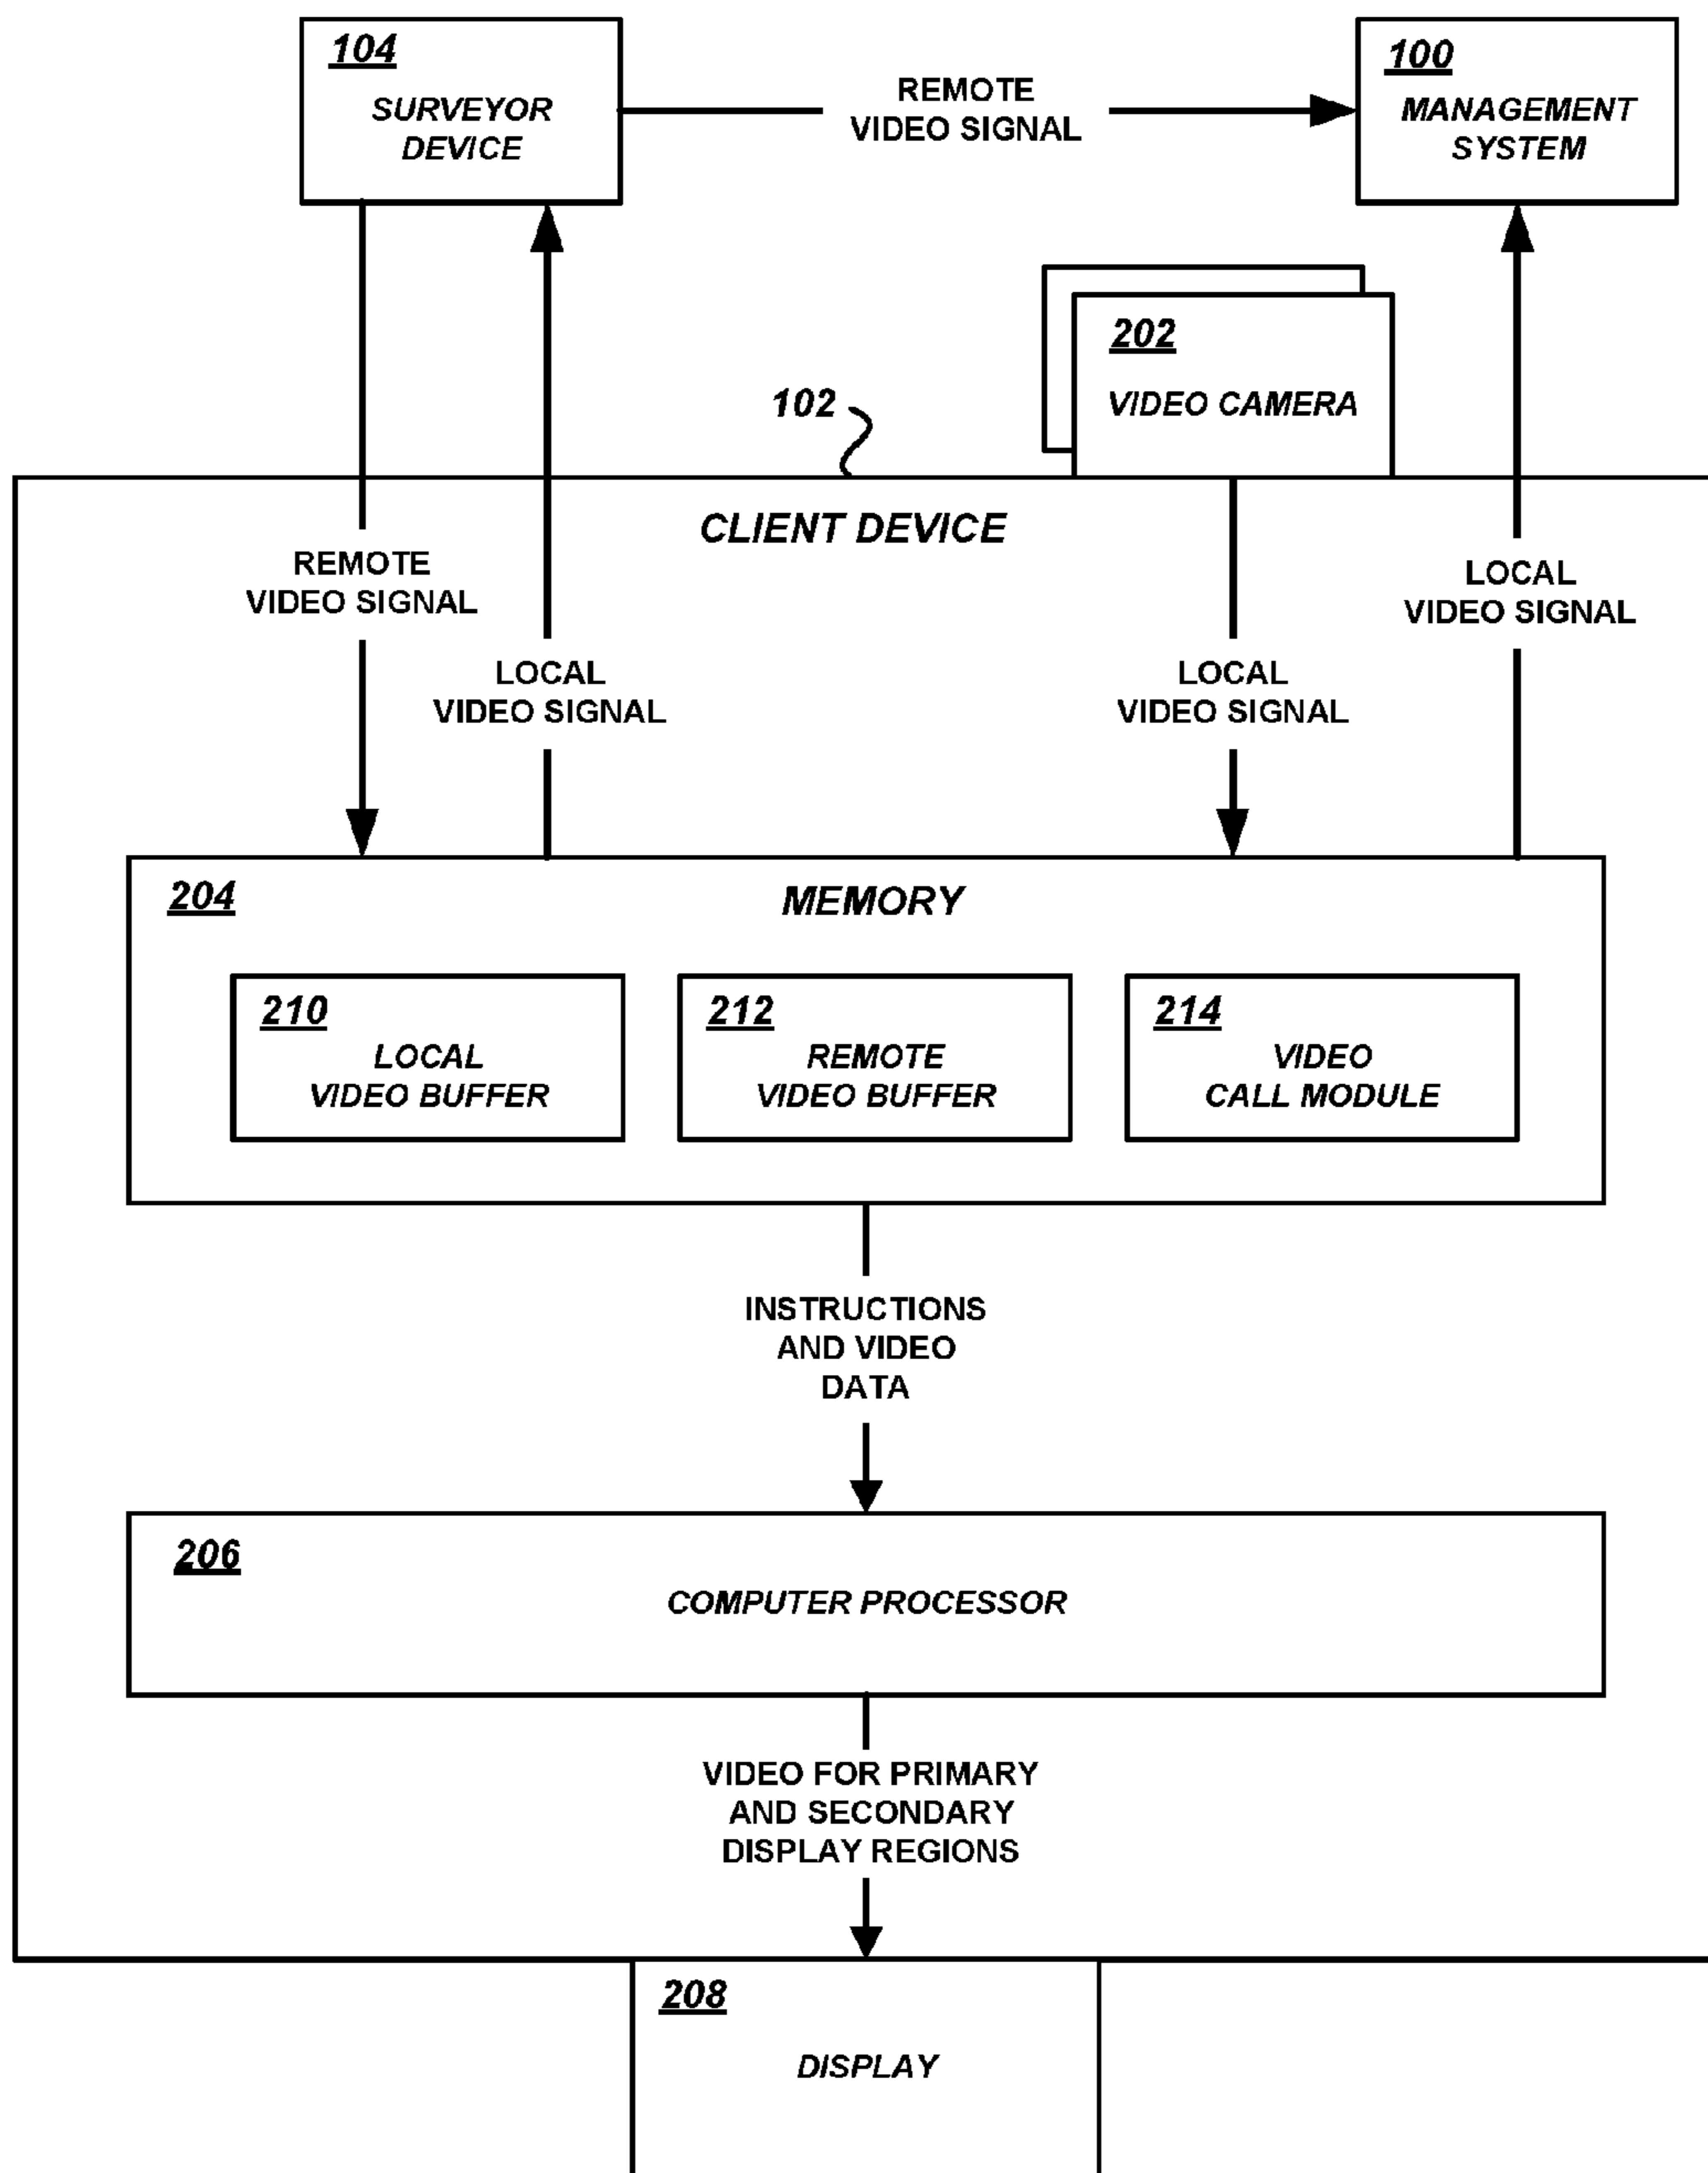 104
SURVEYOR
DEVICE
REMOTE
VIDEO SIGNAL
100
MANAGEMENT
SYSTEM
202
VIDEO CAMERA
102
CLIENT DEVICE
REMOTE
VIDEO SIGNAL
LOCAL
VIDEO SIGNAL
LOCAL
VIDEO SIGNAL
LOCAL
VIDEO SIGNAL
204
MEMORY
210
LOCAL
VIDEO BUFFER
212
REMOTE
VIDEO BUFFER
214
VIDEO
CALL MODULE
INSTRUCTIONS
AND VIDEO
DATA
206
COMPUTER PROCESSOR
VIDEO FOR PRIMARY
AND SECONDARY
DISPLAY REGIONS
208
DISPLAY